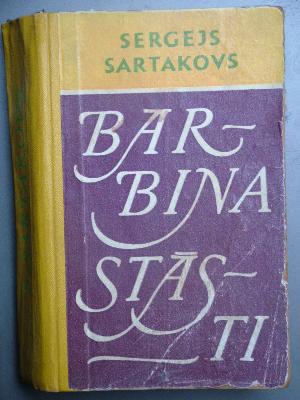 SERGEJS
SARTAKOVS
BAR-
BINA
STĀS-
TI